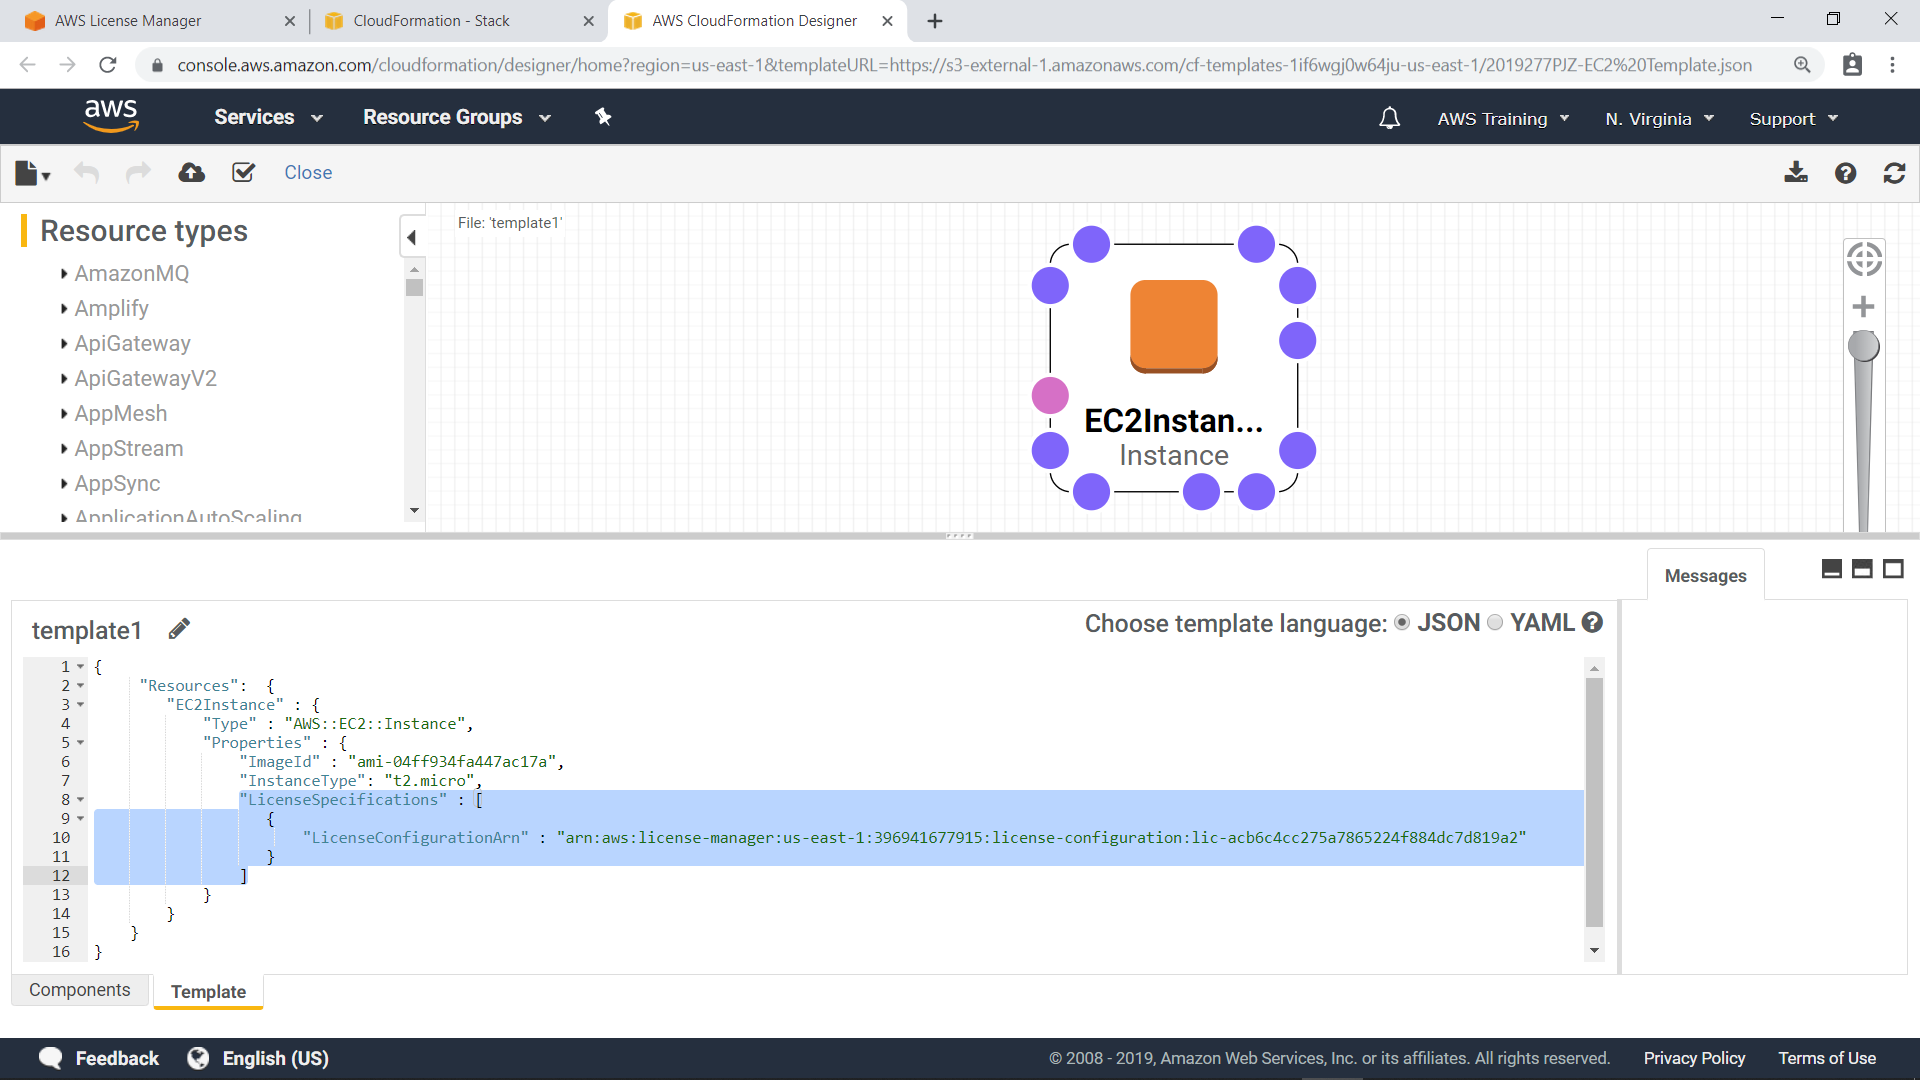 AWS License Manager
CloudFormation - Stack
AWS CloudFormation Designer
console.aws.amazon.com/cloudformation/designer/home?region=us-east-1&templateURL=https://s3-external-1.amazonaws.com/cf-templates-1if6wgj0w64ju-us-east-1/2019277PJZ-EC2%20Template.json
aws
Services
Resource Groups
AWS Training
N. Virginia
Support
Close
Resource types
AmazonMQ
Amplify
ApiGateway
ApiGatewayV2
AppMesh
AppStream
AppSync
ApplicationAutoScaling
File: 'template1'
EC2Instan...
Instance
Messages
template1
Choose template language: JSON YAML
1 {
2 "Resources": {
3 "EC2Instance" : {
4 "Type" : "AWS::EC2::Instance",
5 "Properties" : {
6 "ImageId" : "ami-04ff934fa447ac17a",
7 "InstanceType": "t2.micro",
8 "LicenseSpecifications" : [
9 {
10 "LicenseConfigurationArn" : "arn:aws:license-manager:us-east-1:396941677915:license-configuration:lic-acb6c4cc275a7865224f884dc7d819a2"
11 }
12 ]
13 }
14 }
15 }
16 }
Components
Template
Feedback
English (US)
© 2008 - 2019, Amazon Web Services, Inc. or its affiliates. All rights reserved.
Privacy Policy
Terms of Use